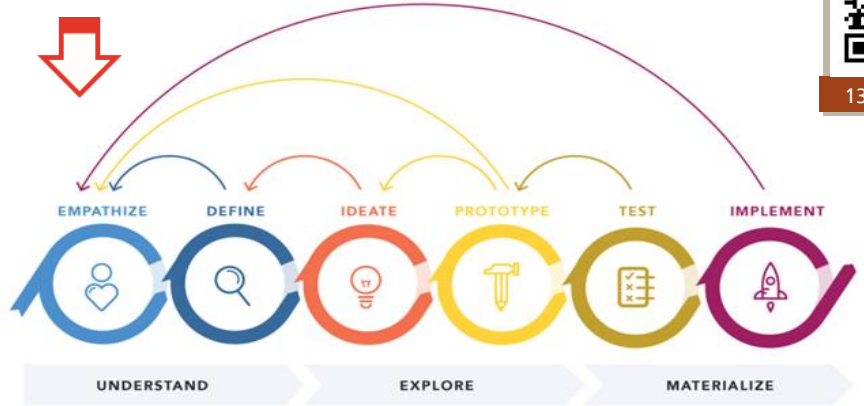 13
EMPATHIZE
DEFINE
IDEATE
PROTOTYPE
TEST
IMPLEMENT
UNDERSTAND
EXPLORE
MATERIALIZE